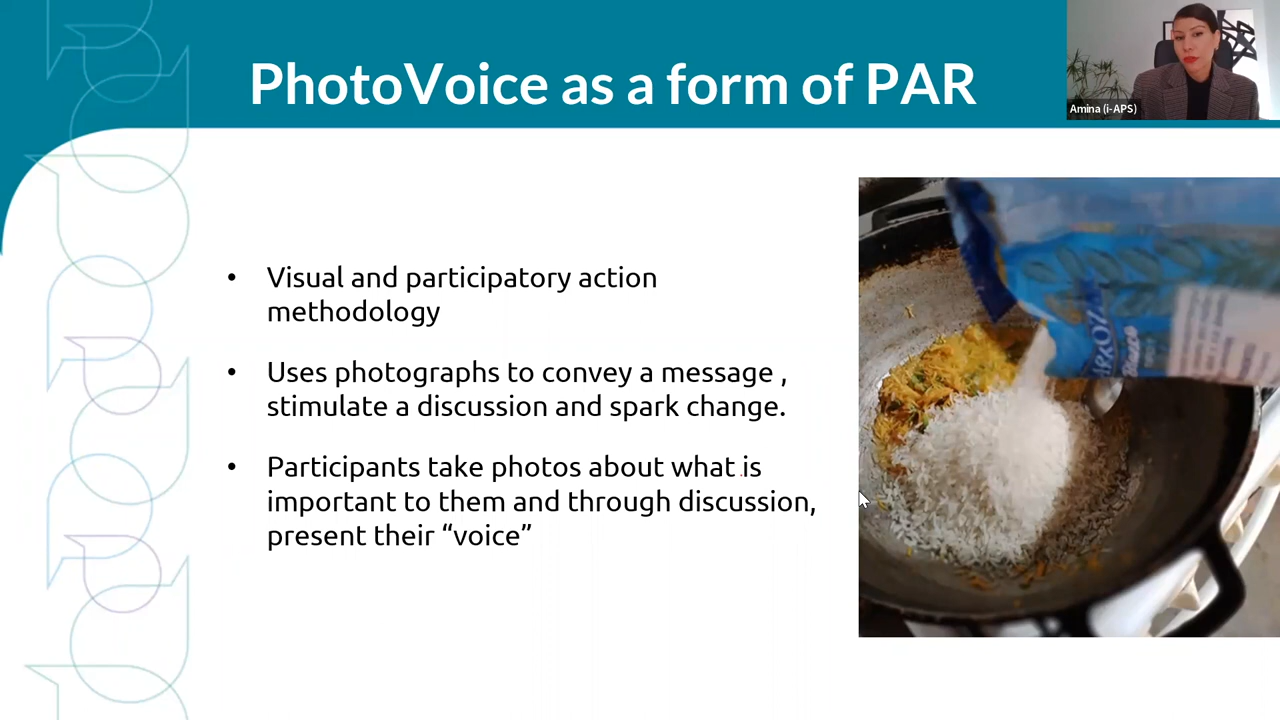 PhotoVoice as a form of PAR
Amina (i-APS)
• Visual and participatory action
methodology
• Uses photographs to convey a message ,
stimulate a discussion and spark change.
• Participants take photos about what is
important to them and through discussion,
present their “voice”
Blanco